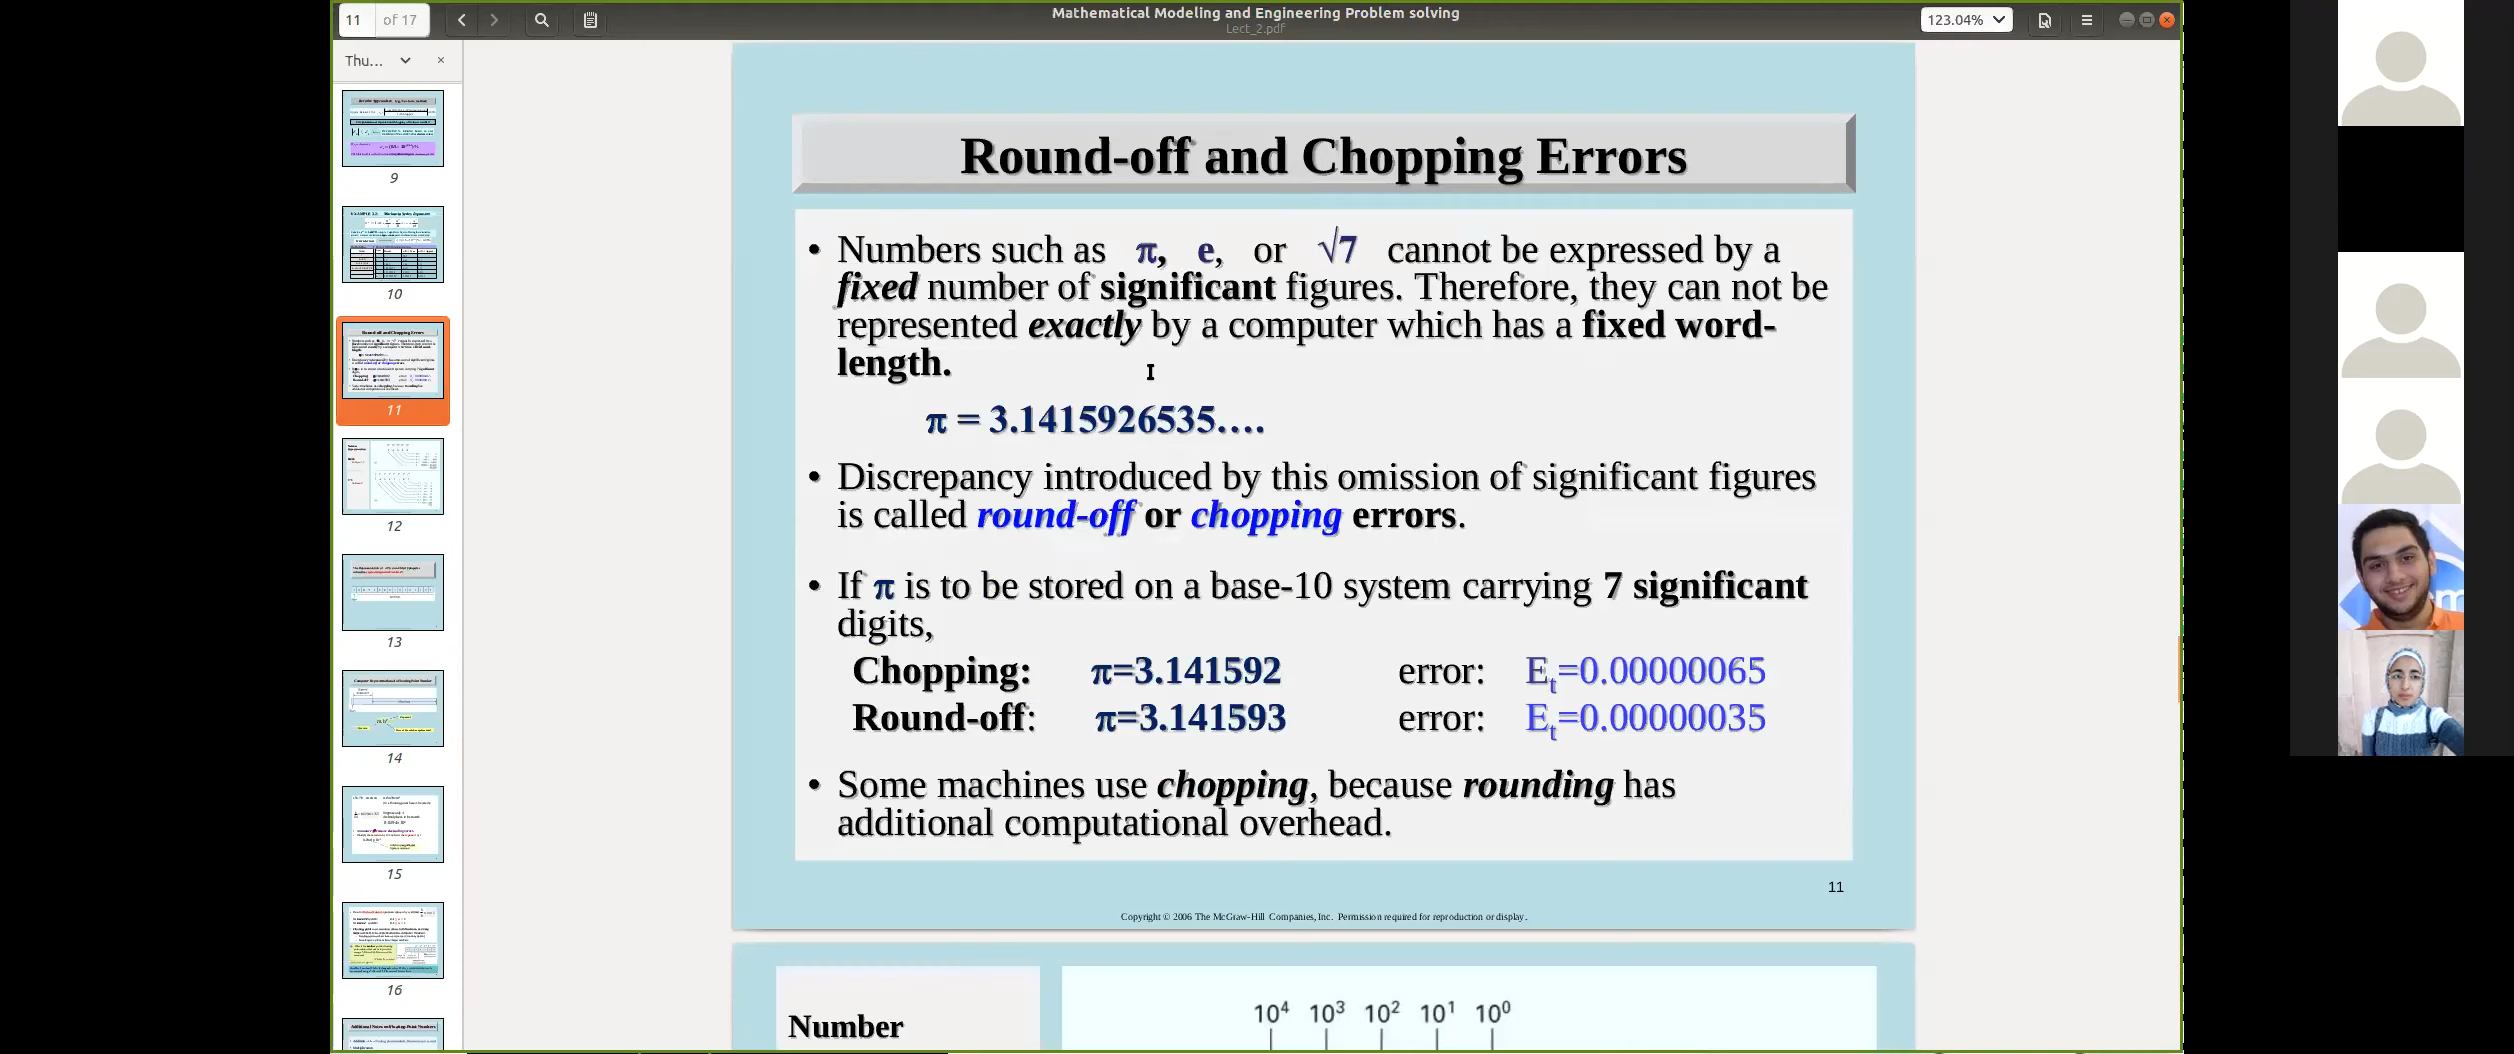 11 of 17
Mathematical Modeling and Engineering Problem solving
Lect_2.pdf
123.04%
Thu...
9
10
11
12
13
14
15
16
Round-off and Chopping Errors
• Numbers such as π, e, or √7 cannot be expressed by a
fixed number of significant figures. Therefore, they can not be
represented exactly by a computer which has a fixed word-
length.
π = 3.1415926535....
• Discrepancy introduced by this omission of significant figures
is called round-off or chopping errors.
• If π is to be stored on a base-10 system carrying 7 significant
digits,
Chopping: π=3.141592 error: Et=0.00000065
Round-off: π=3.141593 error: Et=0.00000035
• Some machines use chopping, because rounding has
additional computational overhead.
11
Copyright © 2006 The McGraw-Hill Companies, Inc. Permission required for reproduction or display.
Number
10⁴ 10³ 10² 10¹ 10⁰